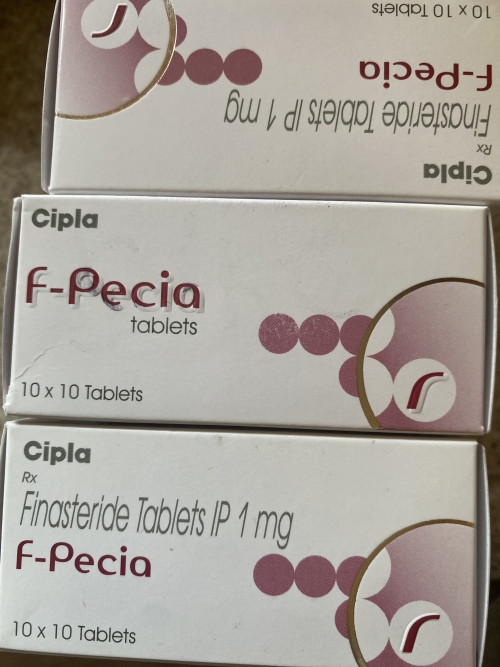 10 x 10 Tablets
F-Pecia
Finasteride Tablets IP 1 mg
Rx
Cipla
Cipla
F-Pecia
tablets
10 x 10 Tablets
Cipla
Rx
Finasteride Tablets IP 1 mg
F-Pecia
10 x 10 Tablets